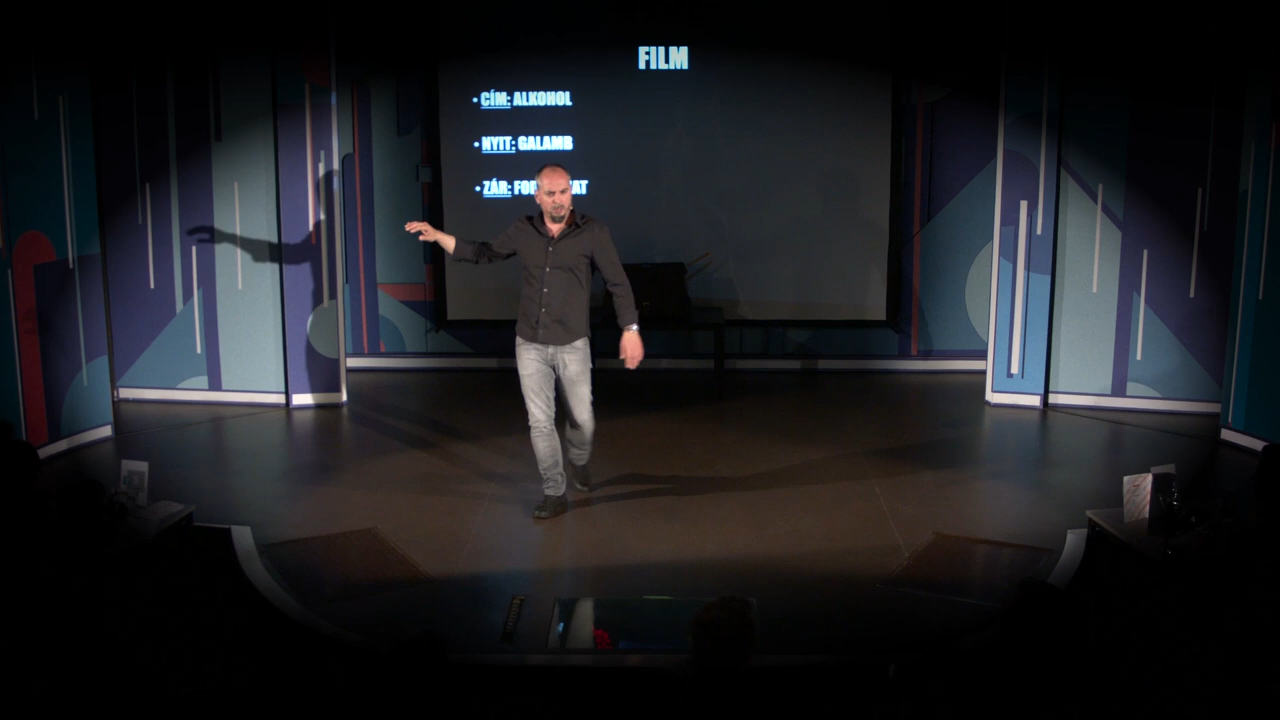 FILM
• CÍM: ALKOHOL
• NYIT: GALAMB
• ZÁR: